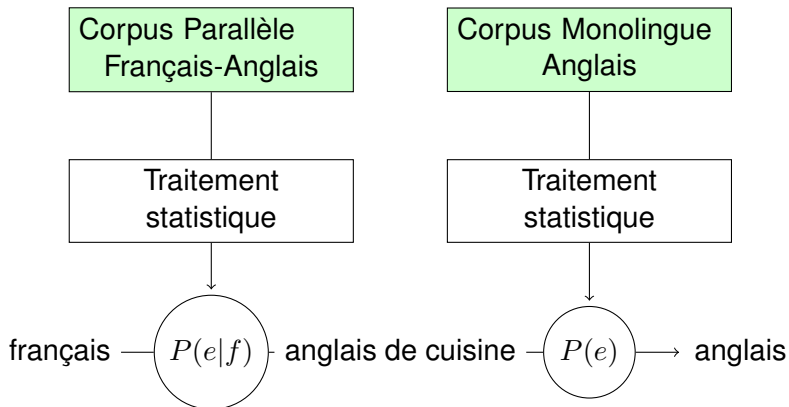 Corpus Parallèle
Français-Anglais
Corpus Monolingue
Anglais
Traitement
statistique
Traitement
statistique
français P(e|f) anglais de cuisine P(e) anglais